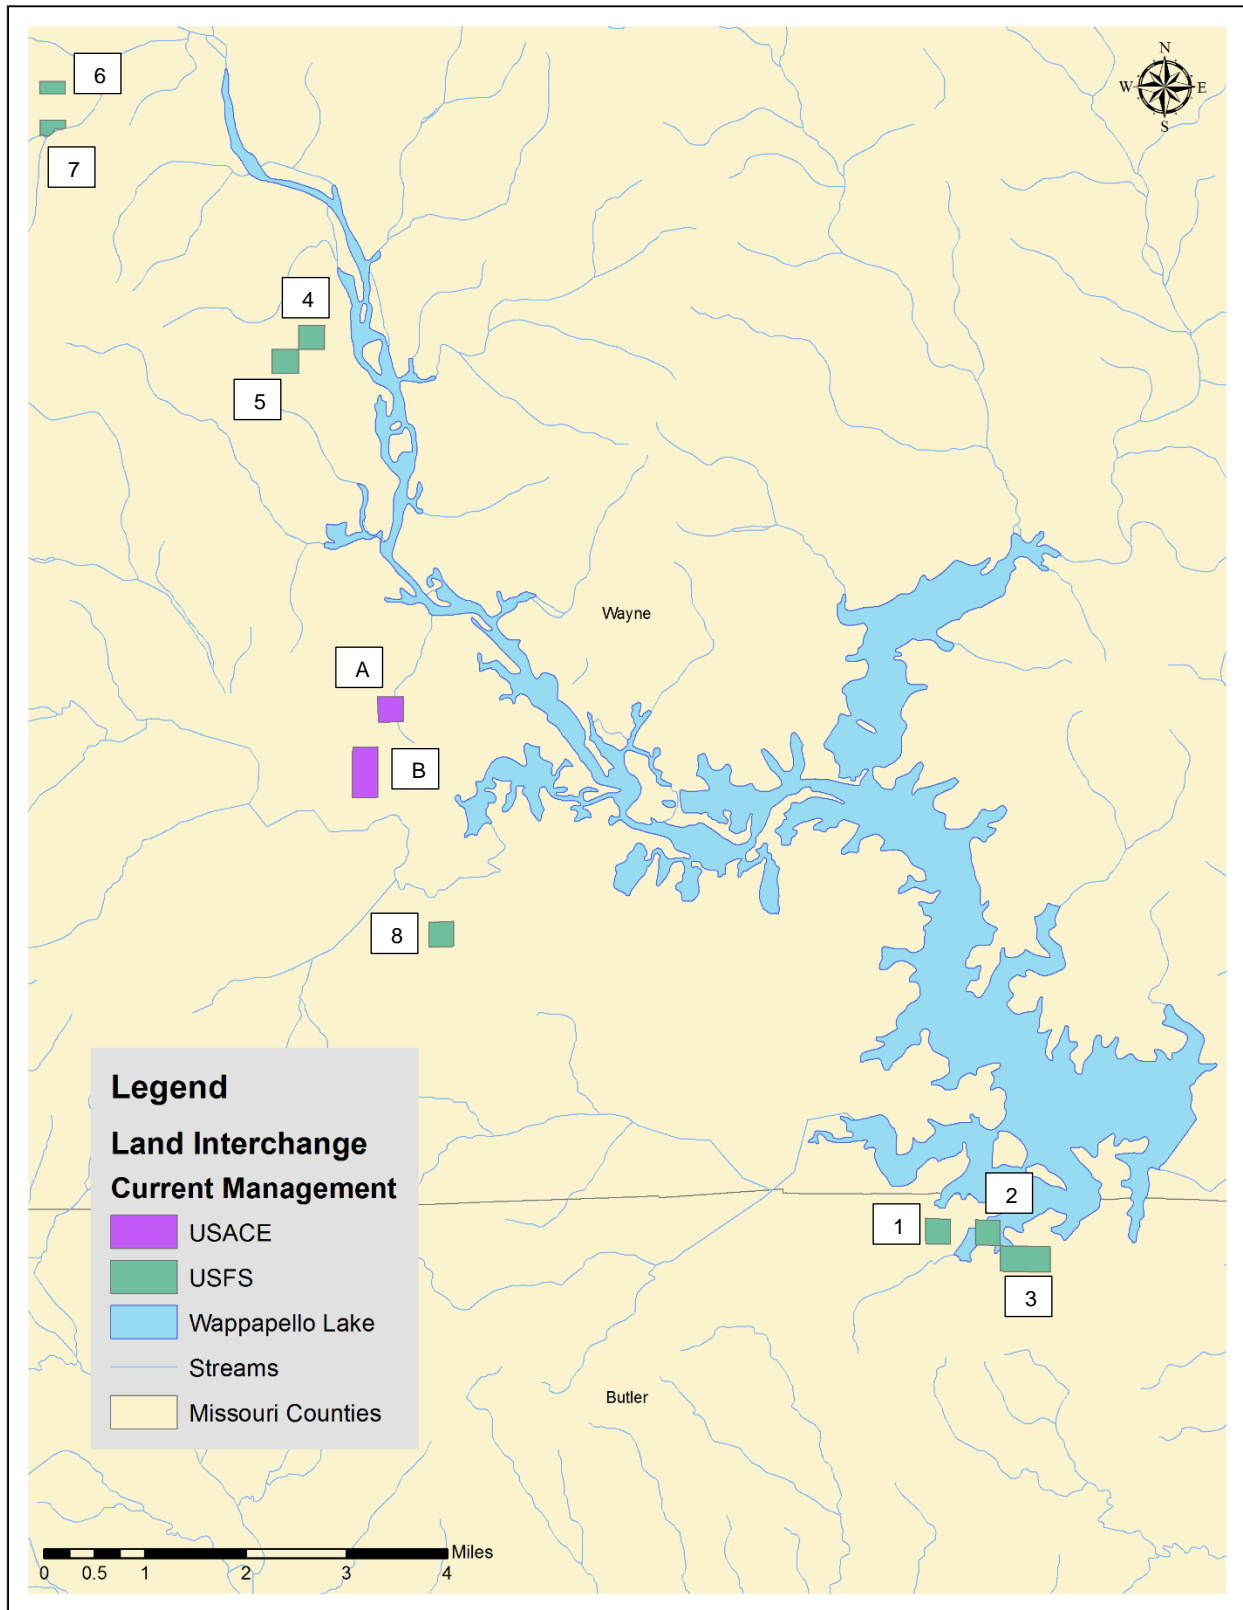 N
W E
S
6
7
4
5
Wayne
A
B
8
2
1
3
Butler
Legend
Land Interchange
Current Management
USACE
USFS
Wappapello Lake
Streams
Missouri Counties
Miles
0 0.5 1 2 3 4